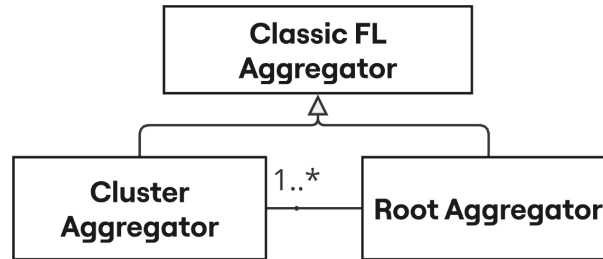 Classic FL
Aggregator
Cluster
Aggregator
1..*
Root Aggregator